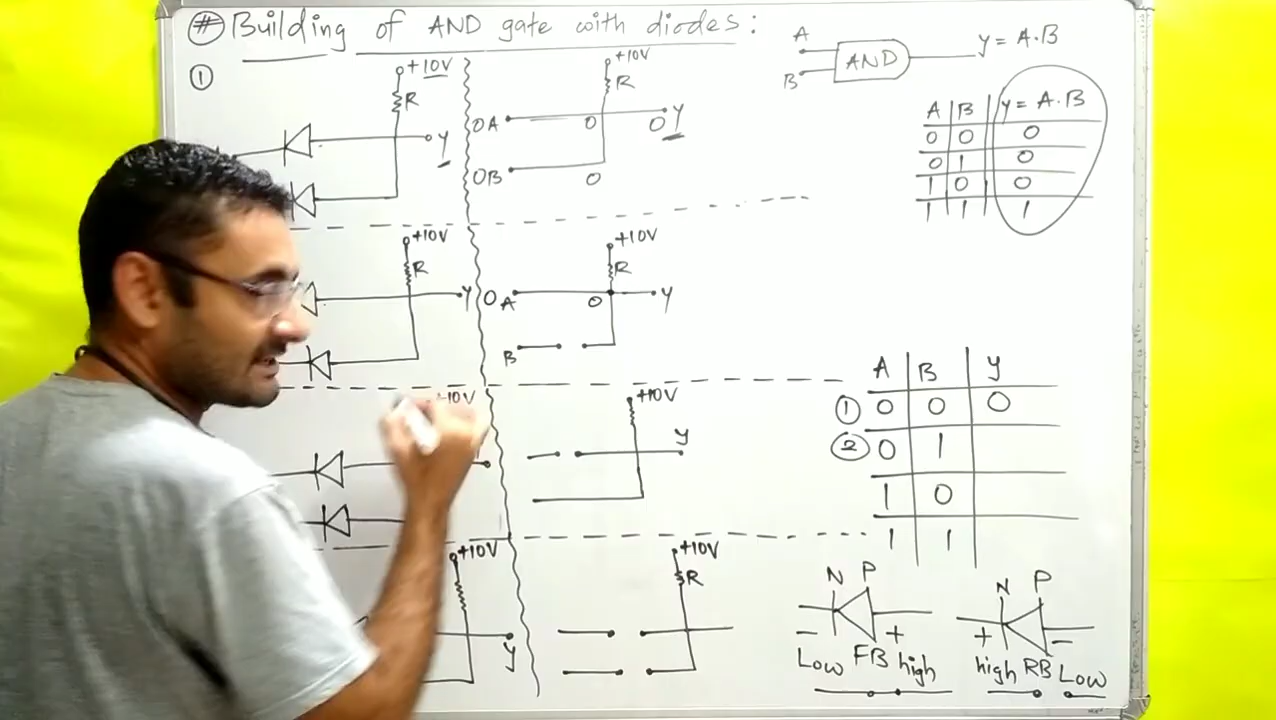 # Building of AND gate with diodes:
A
B
AND
y = A.B
①
+10V
R
y
+10V
R
0A
0
0
y
0B
0
A B y = A.B
0 0 0
0 1 0
1 0 0
1 1 1
+10V
R
y
+10V
R
0 A
0
y
B
+10V
+10V
y
A B y
① 0 0 0
② 0 1
1 0
1 1
+10V
y
+10V
R
N P
- +
Low FB high
N P
+ -
high RB Low